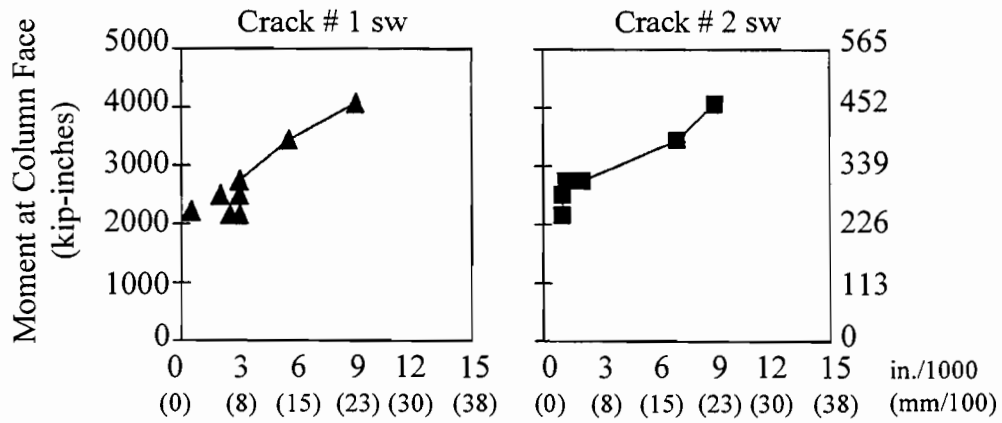 Crack # 1 sw
Crack # 2 sw
Moment at Column Face
(kip-inches)
5000
4000
3000
2000
1000
0
565
452
339
226
113
0
0 3 6 9 12 15
0 3 6 9 12 15 in./1000
(0) (8) (15) (23) (30) (38)
(0) (8) (15) (23) (30) (38) (mm/100)